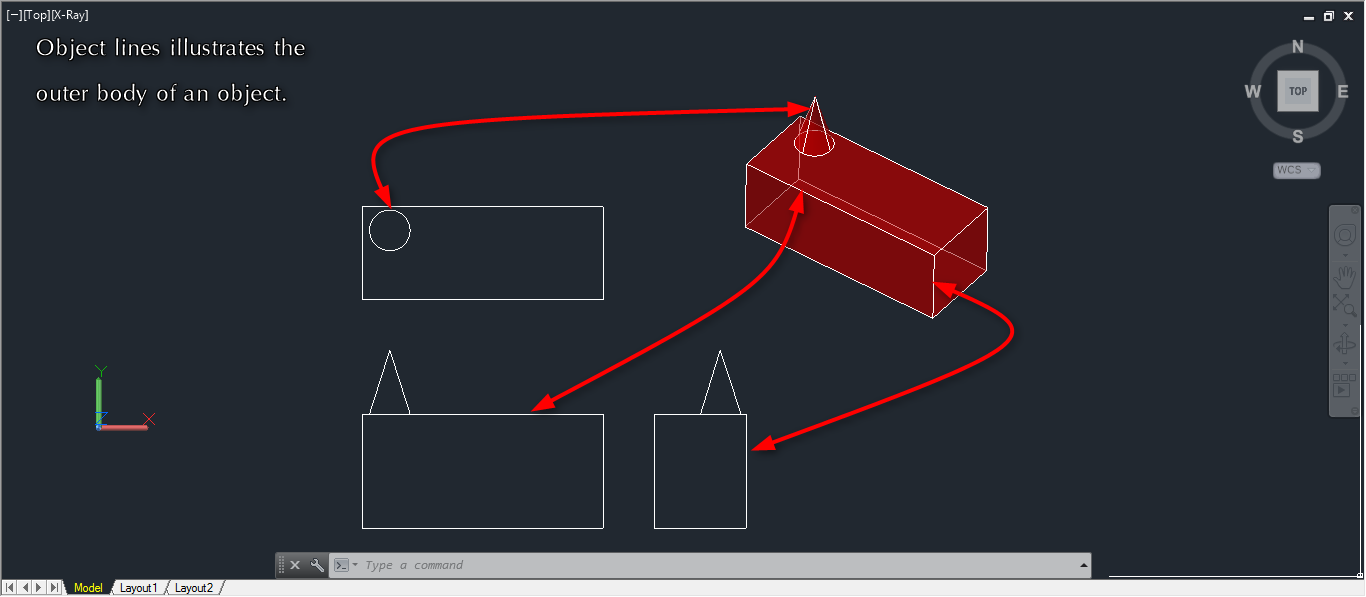 [−][Top][X-Ray]
Object lines illustrates the
outer body of an object.
N
W
TOP
E
S
WCS
Y
X
Type a command
Model
Layout1
Layout2